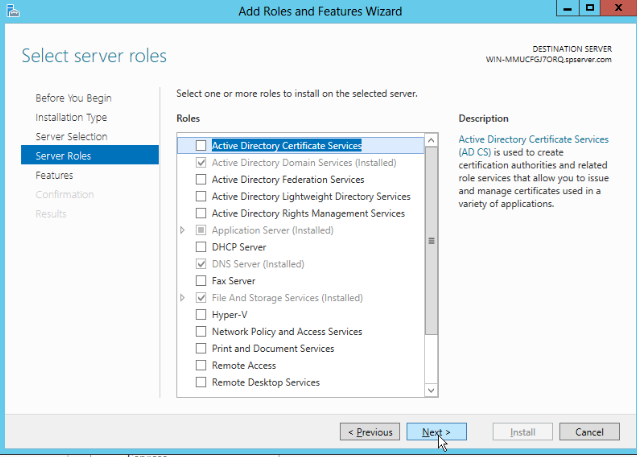 Add Roles and Features Wizard
Select server roles
DESTINATION SERVER
WIN-MMUCFGJ7ORQ.spserver.com
Before You Begin
Installation Type
Server Selection
Server Roles
Features
Confirmation
Results
Select one or more roles to install on the selected server.
Roles
Active Directory Certificate Services
Active Directory Domain Services (Installed)
Active Directory Federation Services
Active Directory Lightweight Directory Services
Active Directory Rights Management Services
Application Server (Installed)
DHCP Server
DNS Server (Installed)
Fax Server
File And Storage Services (Installed)
Hyper-V
Network Policy and Access Services
Print and Document Services
Remote Access
Remote Desktop Services
Description
Active Directory Certificate Services
(AD CS) is used to create
certification authorities and related
role services that allow you to issue
and manage certificates used in a
variety of applications.
< Previous
Next >
Install
Cancel